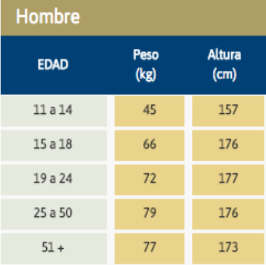 Hombre
EDAD Peso (kg) Altura (cm)
11 a 14 45 157
15 a 18 66 176
19 a 24 72 177
25 a 50 79 176
51 + 77 173